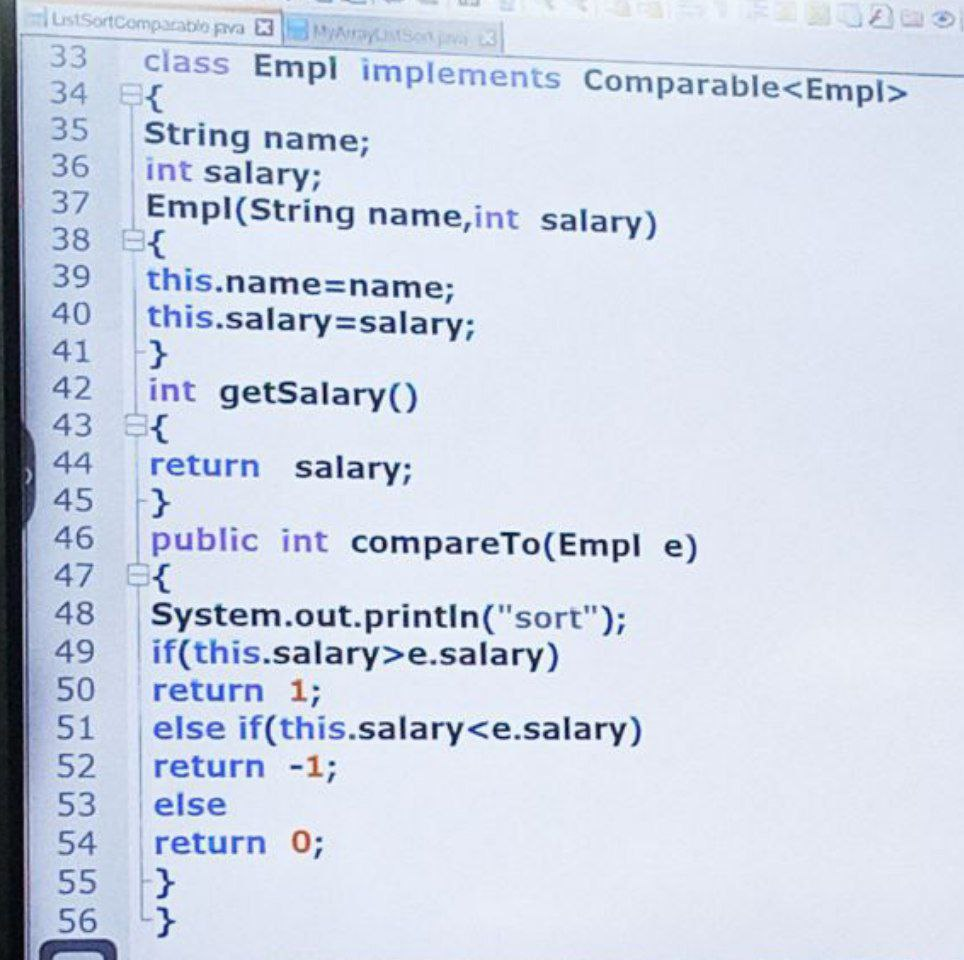 ListSortComparable.java MyArrayListSort.java
33 class Empl implements Comparable<Empl>
34 {
35 String name;
36 int salary;
37 Empl(String name,int salary)
38 {
39 this.name=name;
40 this.salary=salary;
41 }
42 int getSalary()
43 {
44 return salary;
45 }
46 public int compareTo(Empl e)
47 {
48 System.out.println("sort");
49 if(this.salary>e.salary)
50 return 1;
51 else if(this.salary<e.salary)
52 return -1;
53 else
54 return 0;
55 }
56 }